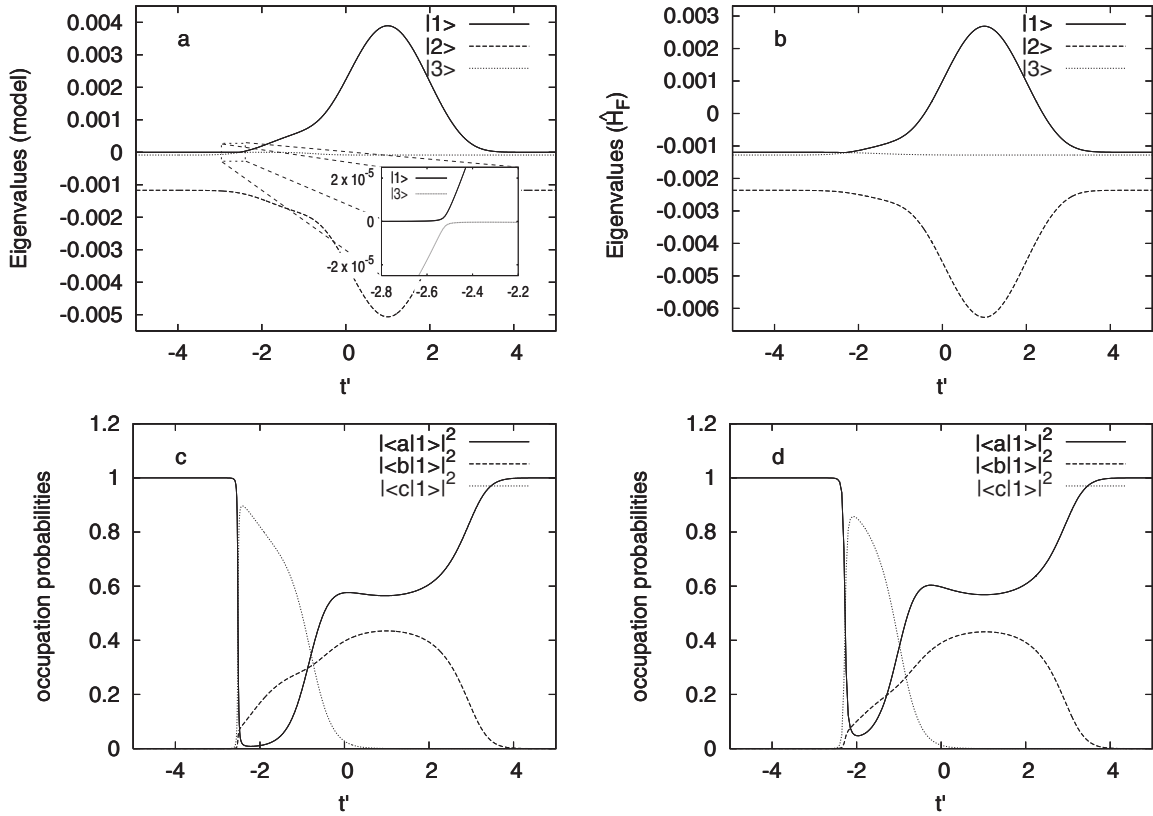 a
Eigenvalues (model)
0.004
0.003
0.002
0.001
0
-0.001
-0.002
-0.003
-0.004
-0.005
|1>
|2>
|3>
2 x 10-5
0
-2 x 10-5
|1>
|3>
-2.8 -2.6 -2.4 -2.2
-4 -2 0 2 4
t'
b
Eigenvalues (ĤF)
0.003
0.002
0.001
0
-0.001
-0.002
-0.003
-0.004
-0.005
-0.006
|1>
|2>
|3>
-4 -2 0 2 4
t'
c
occupation probabilities
1.2
1
0.8
0.6
0.4
0.2
0
|<a|1>|2
|<b|1>|2
|<c|1>|2
-4 -2 0 2 4
t'
d
occupation probabilities
1.2
1
0.8
0.6
0.4
0.2
0
|<a|1>|2
|<b|1>|2
|<c|1>|2
-4 -2 0 2 4
t'